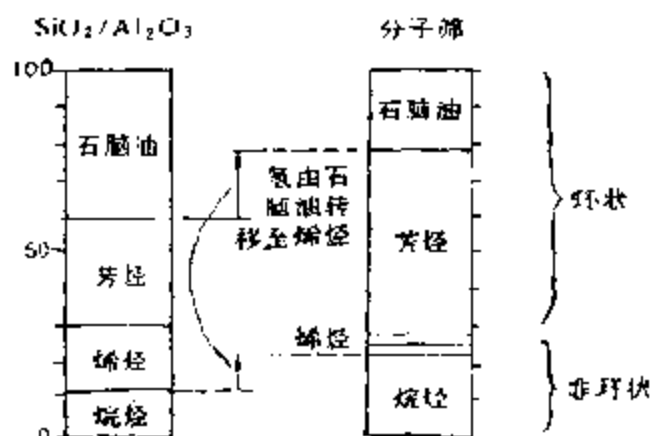 SiO₂/Al₂O₃
分子筛
100
50
0
石脑油
芳烃
烯烃
烷烃
氢由石
脑油转
移至烯烃
石脑油
芳烃
烯烃
烷烃
环状
非环状